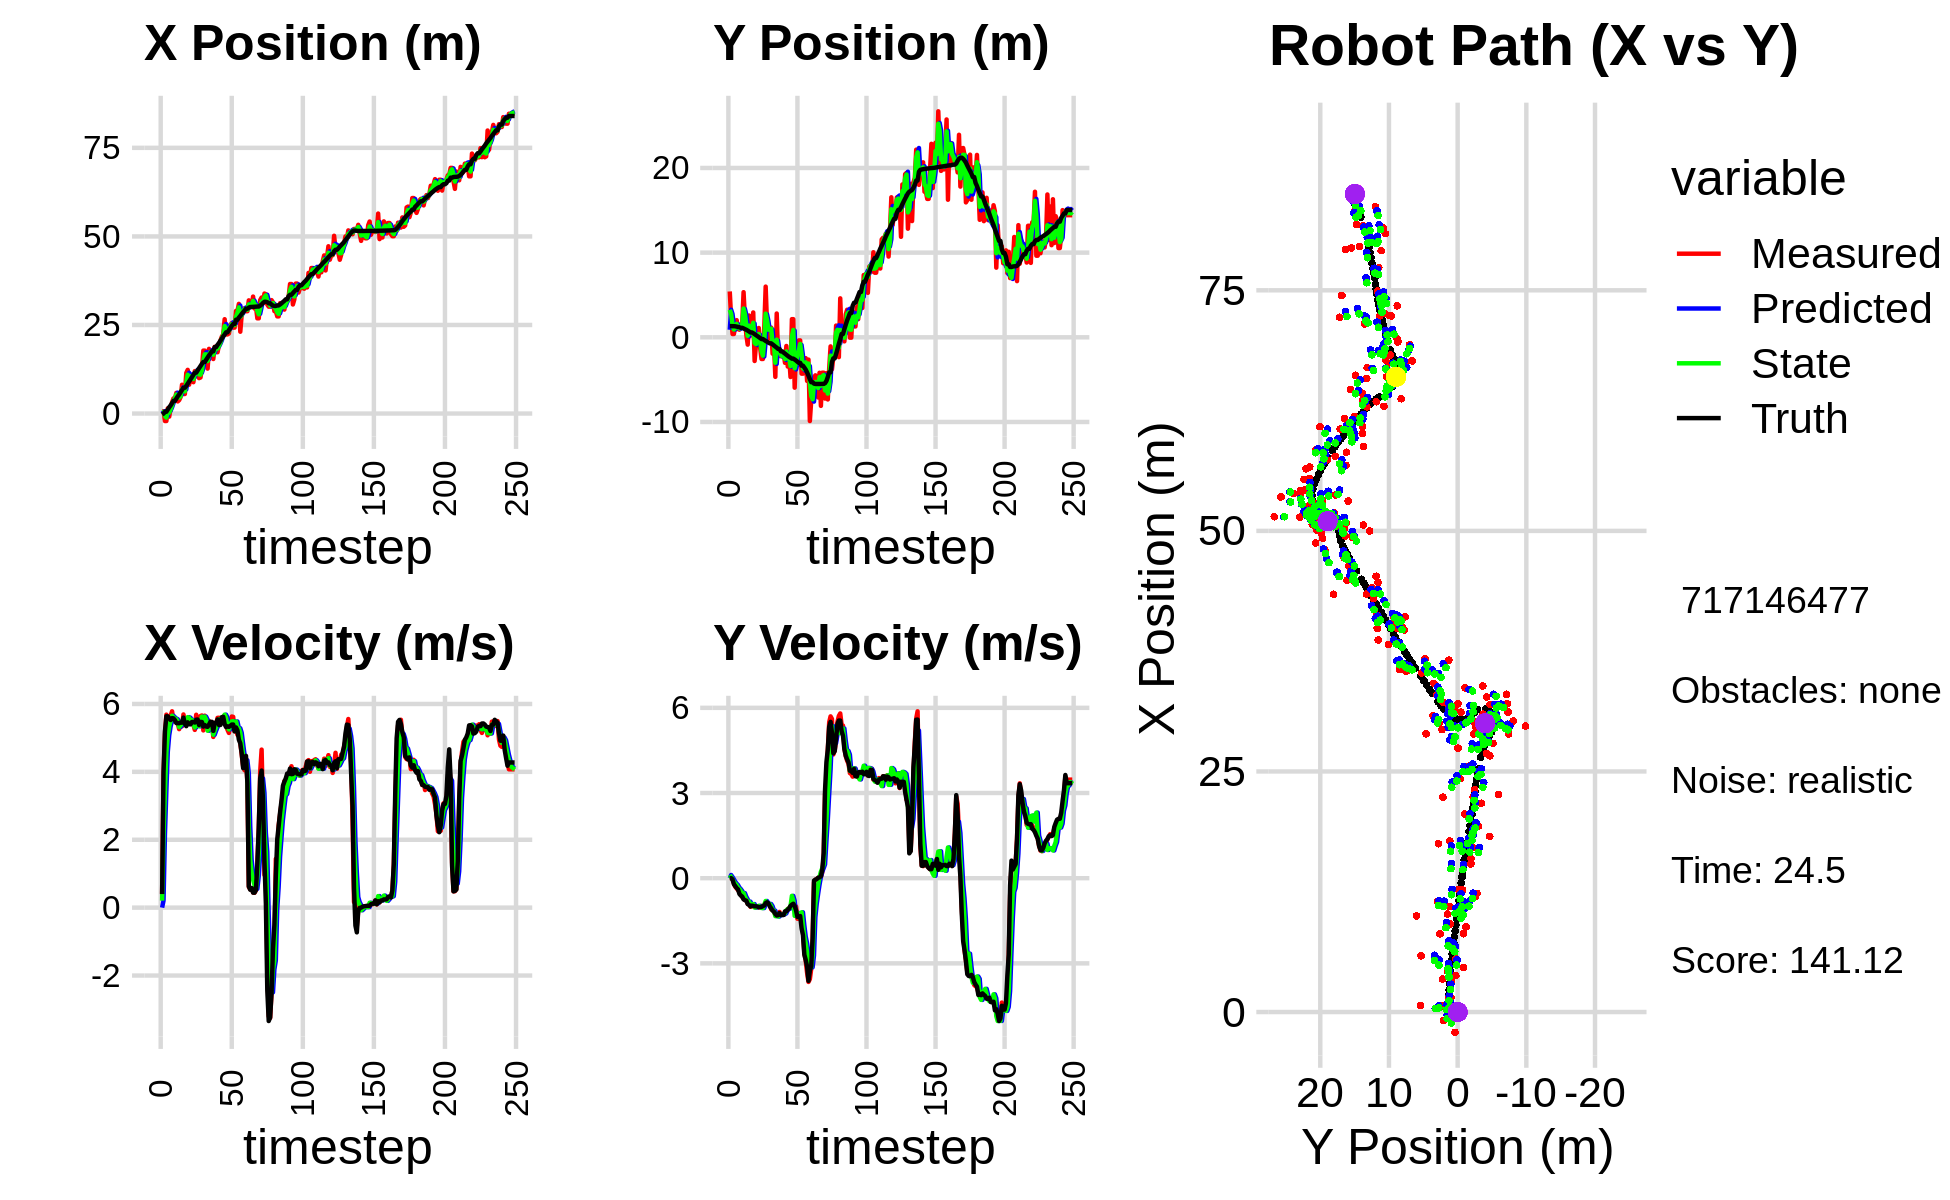 X Position (m)
75
50
25
0
0 50 100 150 200 250
timestep
Y Position (m)
20
10
0
-10
0 50 100 150 200 250
timestep
X Velocity (m/s)
6
4
2
0
-2
0 50 100 150 200 250
timestep
Y Velocity (m/s)
6
3
0
-3
0 50 100 150 200 250
timestep
Robot Path (X vs Y)
X Position (m)
75
50
25
0
20 10 0 -10 -20
Y Position (m)
variable
Measured
Predicted
State
Truth
717146477
Obstacles: none
Noise: realistic
Time: 24.5
Score: 141.12